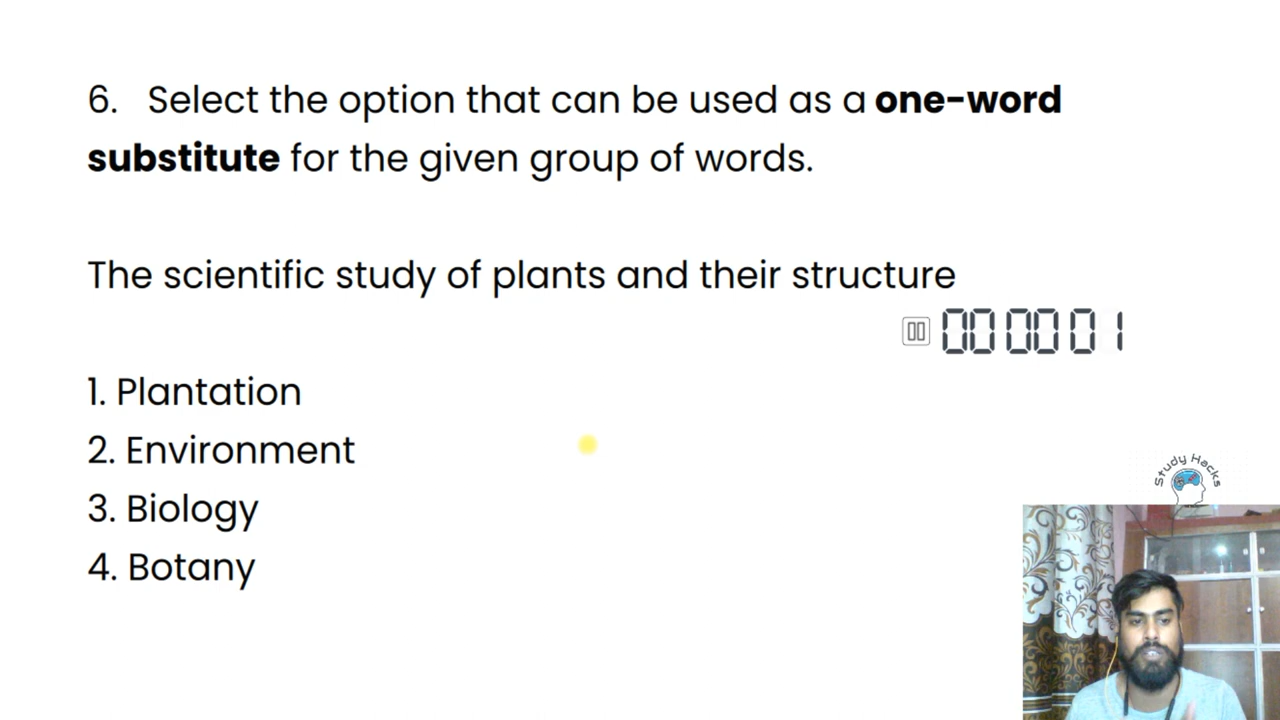 6. Select the option that can be used as a one-word
substitute for the given group of words.
The scientific study of plants and their structure
00 00 01
1. Plantation
2. Environment
3. Biology
4. Botany
Study Hacks